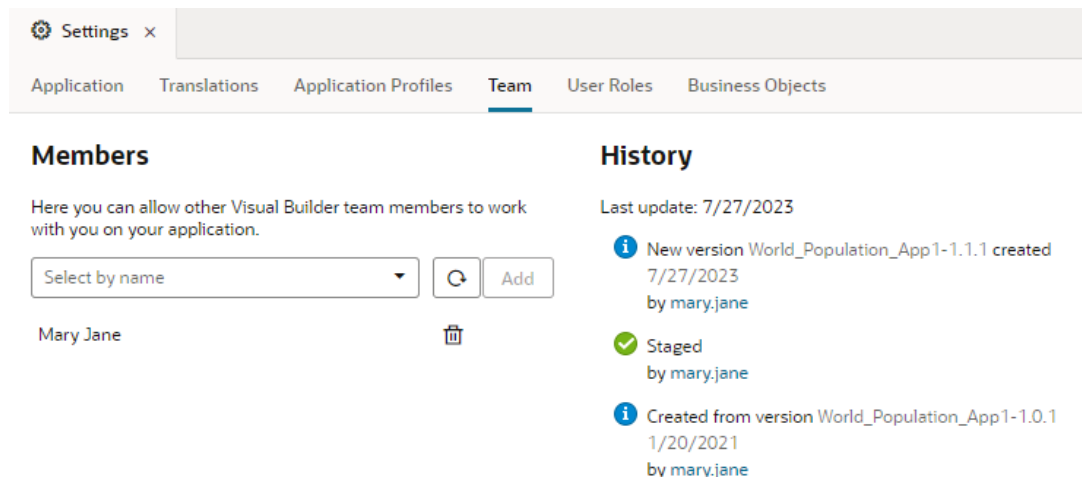 Settings ×
Application Translations Application Profiles Team User Roles Business Objects
Members
Here you can allow other Visual Builder team members to work
with you on your application.
Select by name
Add
Mary Jane
History
Last update: 7/27/2023
New version World_Population_App1-1.1.1 created
7/27/2023
by mary.jane
Staged
by mary.jane
Created from version World_Population_App1-1.0.1
1/20/2021
by mary.jane